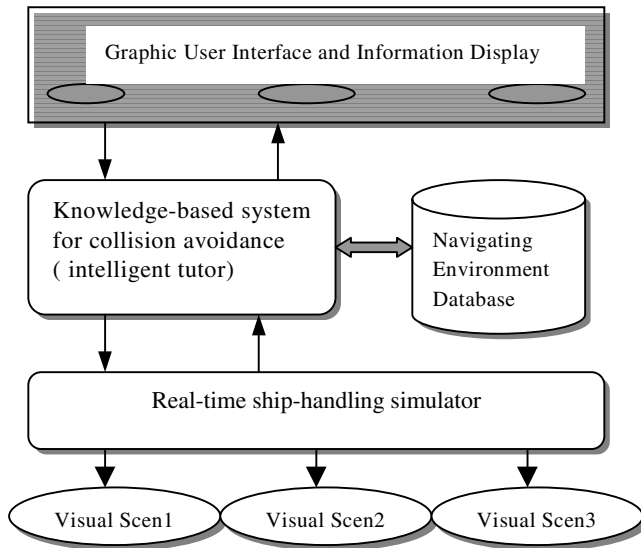 Graphic User Interface and Information Display
Knowledge-based system
for collision avoidance
( intelligent tutor)
Navigating
Environment
Database
Real-time ship-handling simulator
Visual Scen1
Visual Scen2
Visual Scen3